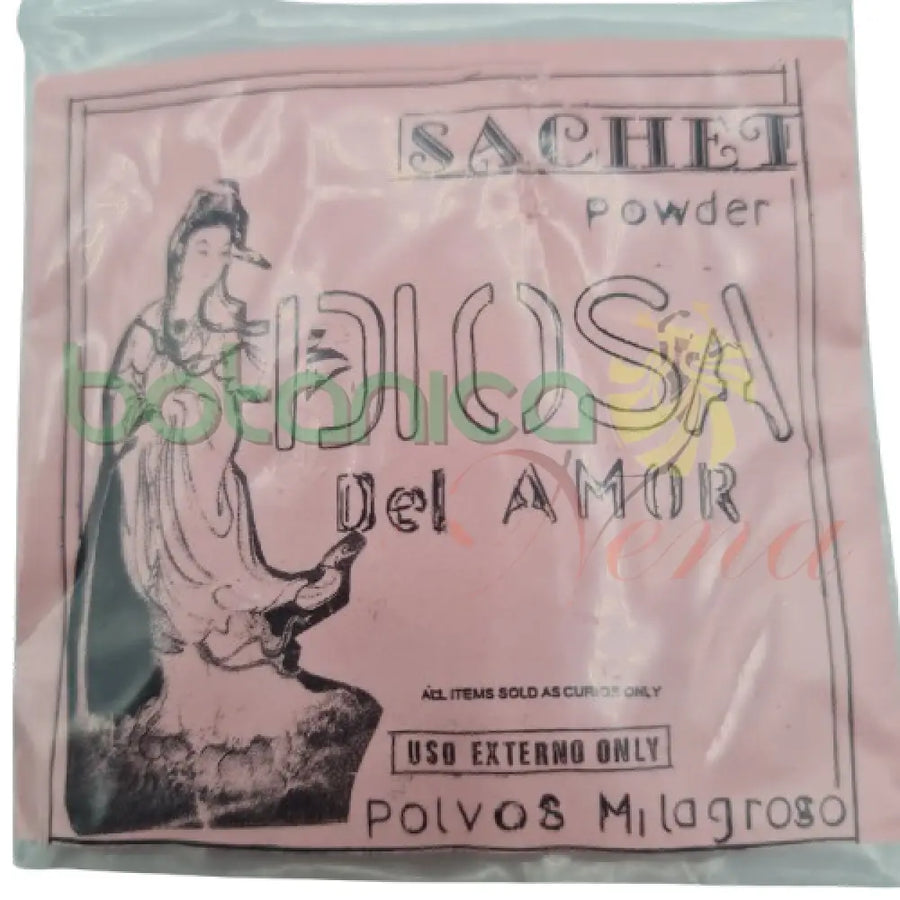 SACHET
Powder
DIOSA
botanica
Del AMOR
Nena
ALL ITEMS SOLD AS CURIOS ONLY
USO EXTERNO ONLY
Polvos Milagroso